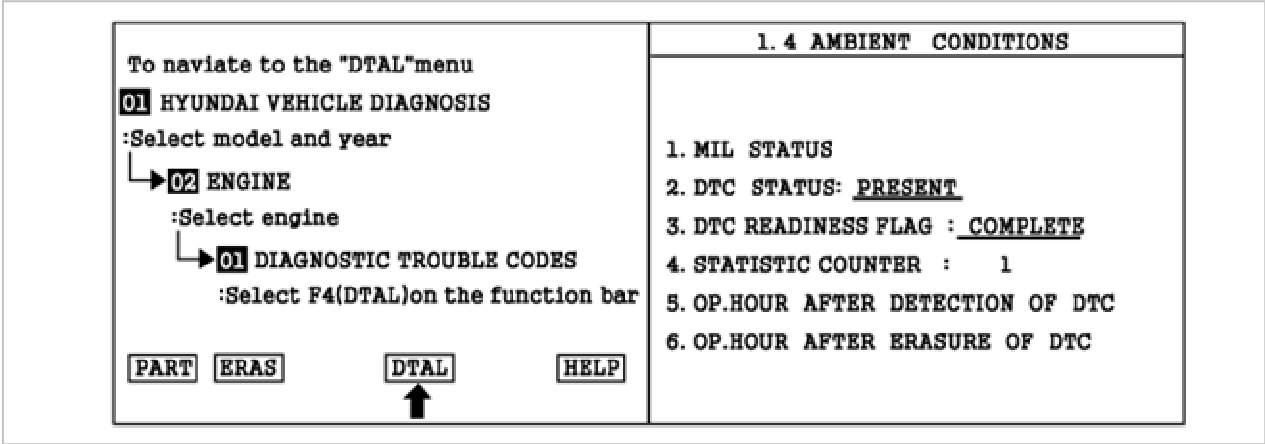 To naviate to the "DTAL"menu
01 HYUNDAI VEHICLE DIAGNOSIS
:Select model and year
02 ENGINE
:Select engine
01 DIAGNOSTIC TROUBLE CODES
:Select F4(DTAL)on the function bar
PART ERAS DTAL HELP
1.4 AMBIENT CONDITIONS
1. MIL STATUS
2. DTC STATUS: PRESENT
3. DTC READINESS FLAG : COMPLETE
4. STATISTIC COUNTER : 1
5. OP.HOUR AFTER DETECTION OF DTC
6. OP.HOUR AFTER ERASURE OF DTC